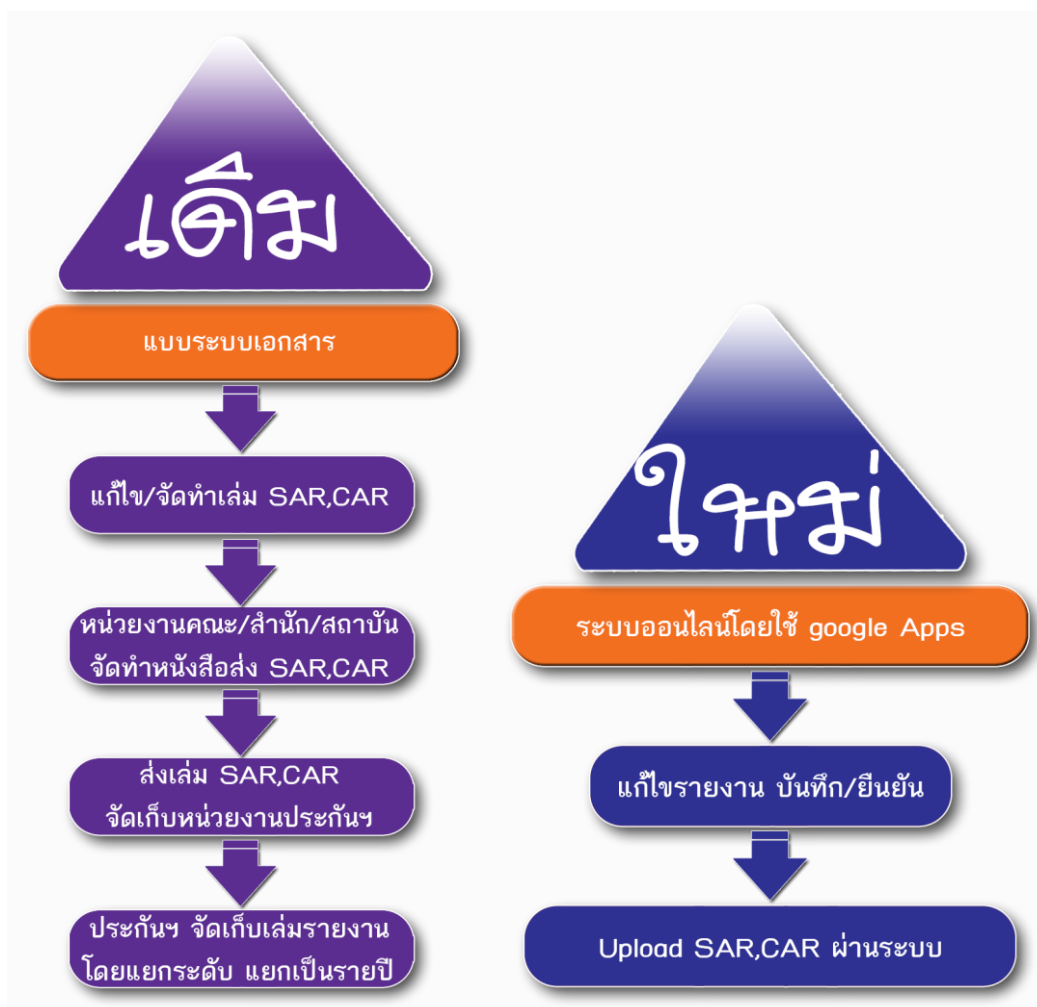 เดิม
แบบระบบเอกสาร
แก้ไข/จัดทำเล่ม SAR,CAR
หน่วยงานคณะ/สำนัก/สถาบัน
จัดทำหนังสือส่ง SAR,CAR
ส่งเล่ม SAR,CAR
จัดเก็บหน่วยงานประกันฯ
ประกันฯ จัดเก็บเล่มรายงาน
โดยแยกระดับ แยกเป็นรายปี
ใหม่
ระบบออนไลน์โดยใช้ google Apps
แก้ไขรายงาน บันทึก/ยืนยัน
Upload SAR,CAR ผ่านระบบ